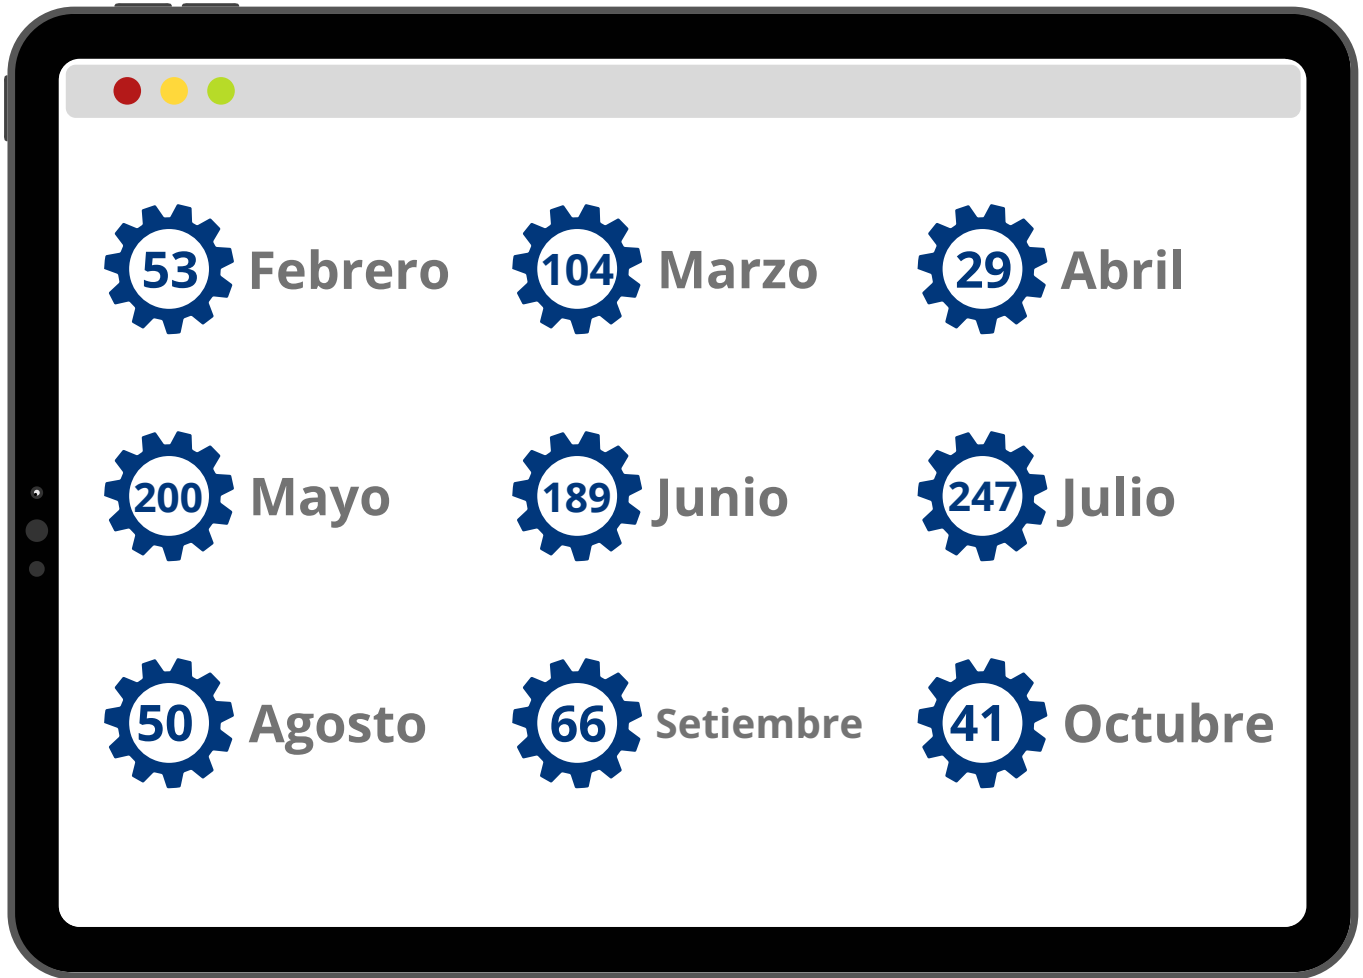 53 Febrero
104 Marzo
29 Abril
200 Mayo
189 Junio
247 Julio
50 Agosto
66 Setiembre
41 Octubre